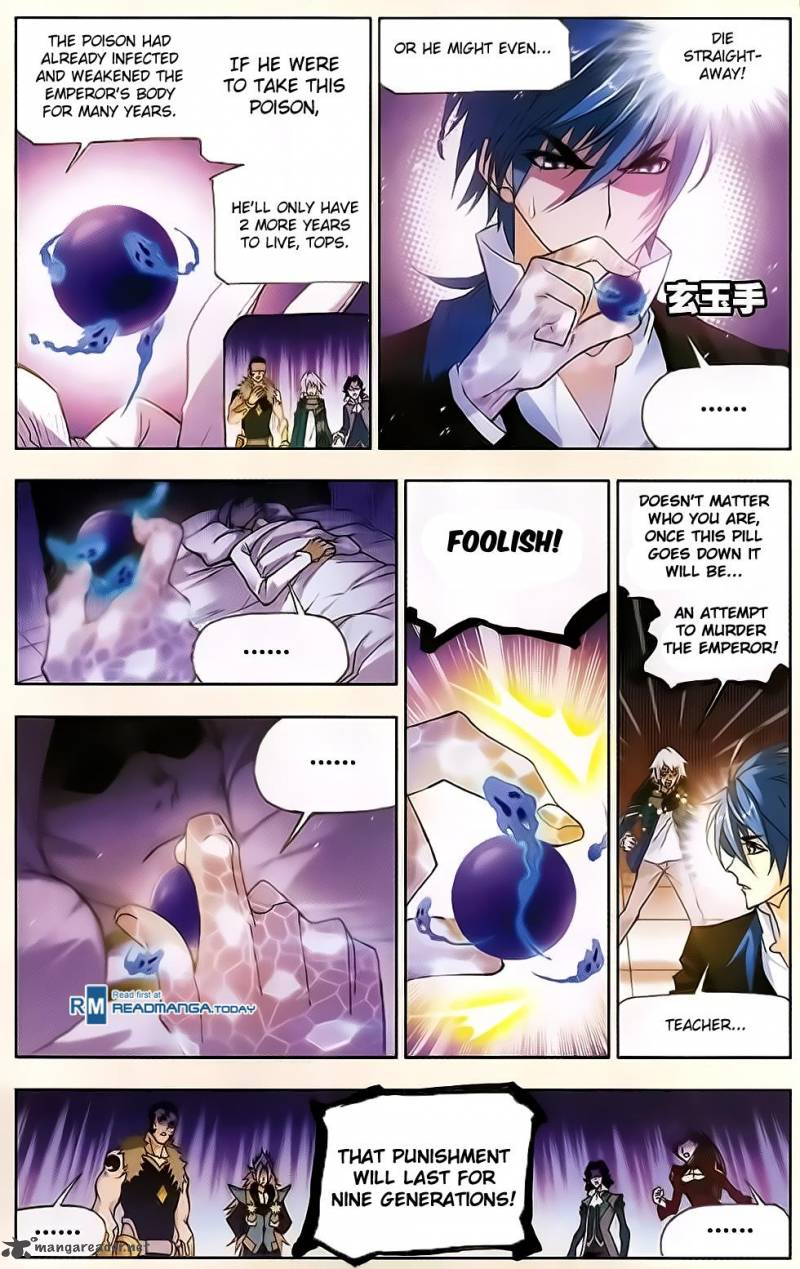 THE POISON HAD
ALREADY INFECTED
AND WEAKENED THE
EMPEROR'S BODY
FOR MANY YEARS.
IF HE WERE
TO TAKE THIS
POISON,
HE'LL ONLY HAVE
2 MORE YEARS
TO LIVE, TOPS.
OR HE MIGHT EVEN...
DIE
STRAIGHT-
AWAY!
玄玉手
......
......
FOOLISH!
DOESN'T MATTER
WHO YOU ARE,
ONCE THIS PILL
GOES DOWN IT
WILL BE...
AN ATTEMPT
TO MURDER
THE EMPEROR!
......
TEACHER...
RM
Read first at
READMANGA.TODAY
THAT PUNISHMENT
WILL LAST FOR
NINE GENERATIONS!
......
......
mangareader.net